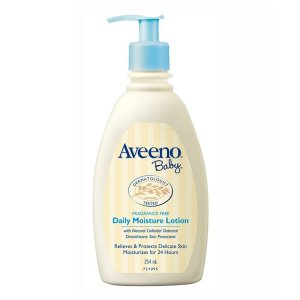 Aveeno
Baby
DERMATOLOGIST
TESTED
FRAGRANCE FREE
Daily Moisture Lotion
with Natural Colloidal Oatmeal
Dimethicone Skin Protectant
Relieves & Protects Delicate Skin
Moisturizes for 24 Hours
354 mL